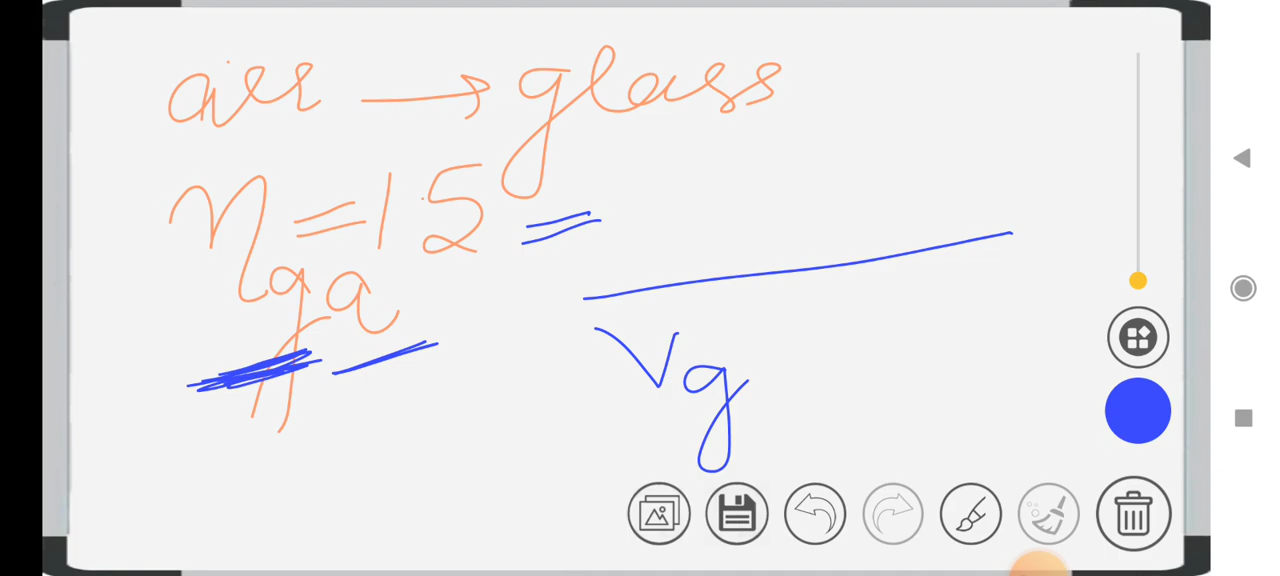 air → glass
η = 1.5 =
ga
Vg